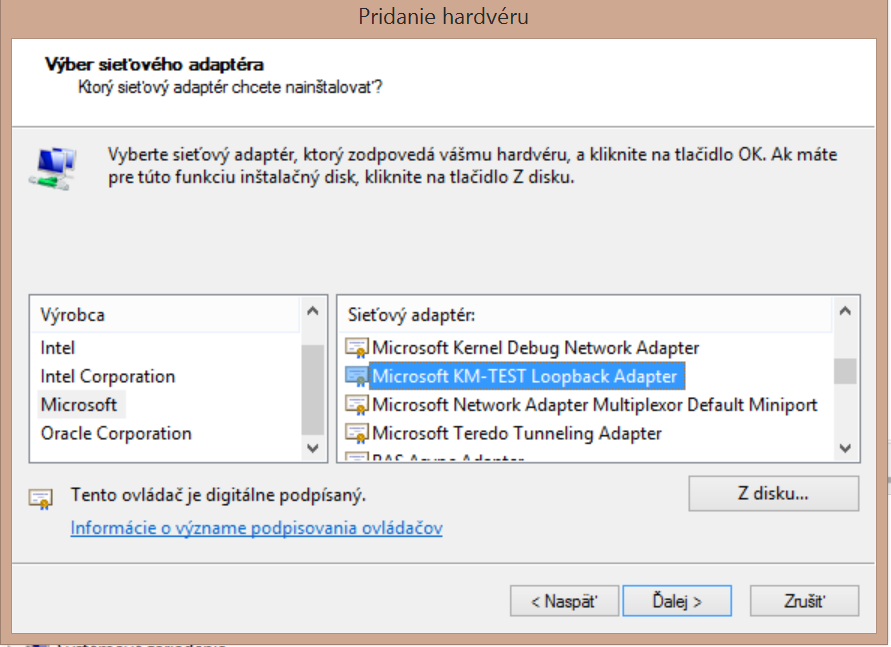 Pridanie hardvéru
Výber sieťového adaptéra
Ktorý sieťový adaptér chcete nainštalovať?
Vyberte sieťový adaptér, ktorý zodpovedá vášmu hardvéru, a kliknite na tlačidlo OK. Ak máte
pre túto funkciu inštalačný disk, kliknite na tlačidlo Z disku.
Výrobca
Intel
Intel Corporation
Microsoft
Oracle Corporation
Sieťový adaptér:
Microsoft Kernel Debug Network Adapter
Microsoft KM-TEST Loopback Adapter
Microsoft Network Adapter Multiplexor Default Miniport
Microsoft Teredo Tunneling Adapter
RAS Async Adapter
Tento ovládač je digitálne podpísaný.
Informácie o význame podpisovania ovládačov
Z disku...
< Naspäť
Ďalej >
Zrušiť